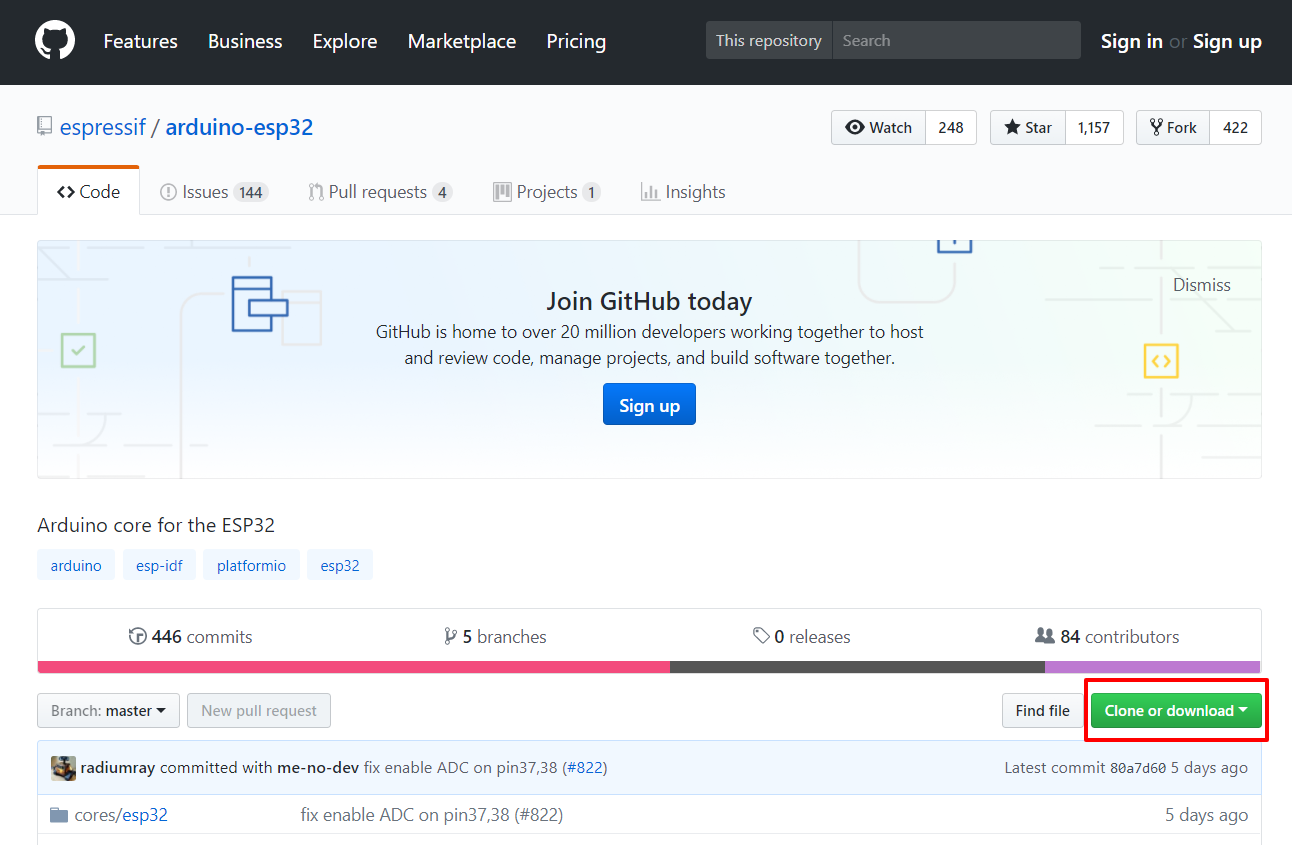 Features Business Explore Marketplace Pricing This repository Search Sign in or Sign up
espressif / arduino-esp32 Watch 248 Star 1,157 Fork 422
Code Issues 144 Pull requests 4 Projects 1 Insights
Dismiss
Join GitHub today
GitHub is home to over 20 million developers working together to host
and review code, manage projects, and build software together.
Sign up
Arduino core for the ESP32
arduino esp-idf platformio esp32
446 commits 5 branches 0 releases 84 contributors
Branch: master New pull request Find file Clone or download
radiumray committed with me-no-dev fix enable ADC on pin37,38 (#822) Latest commit 80a7d60 5 days ago
cores/esp32 fix enable ADC on pin37,38 (#822) 5 days ago